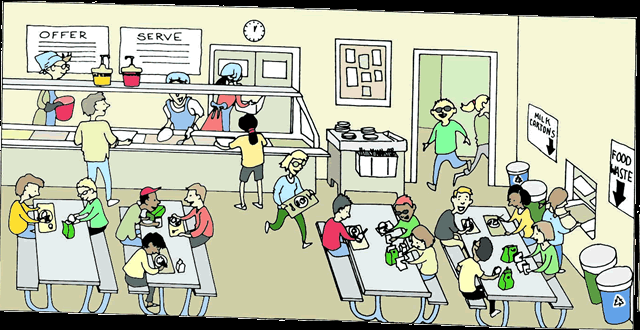 OFFER
SERVE
MILK
CARTONS
FOOD
WASTE